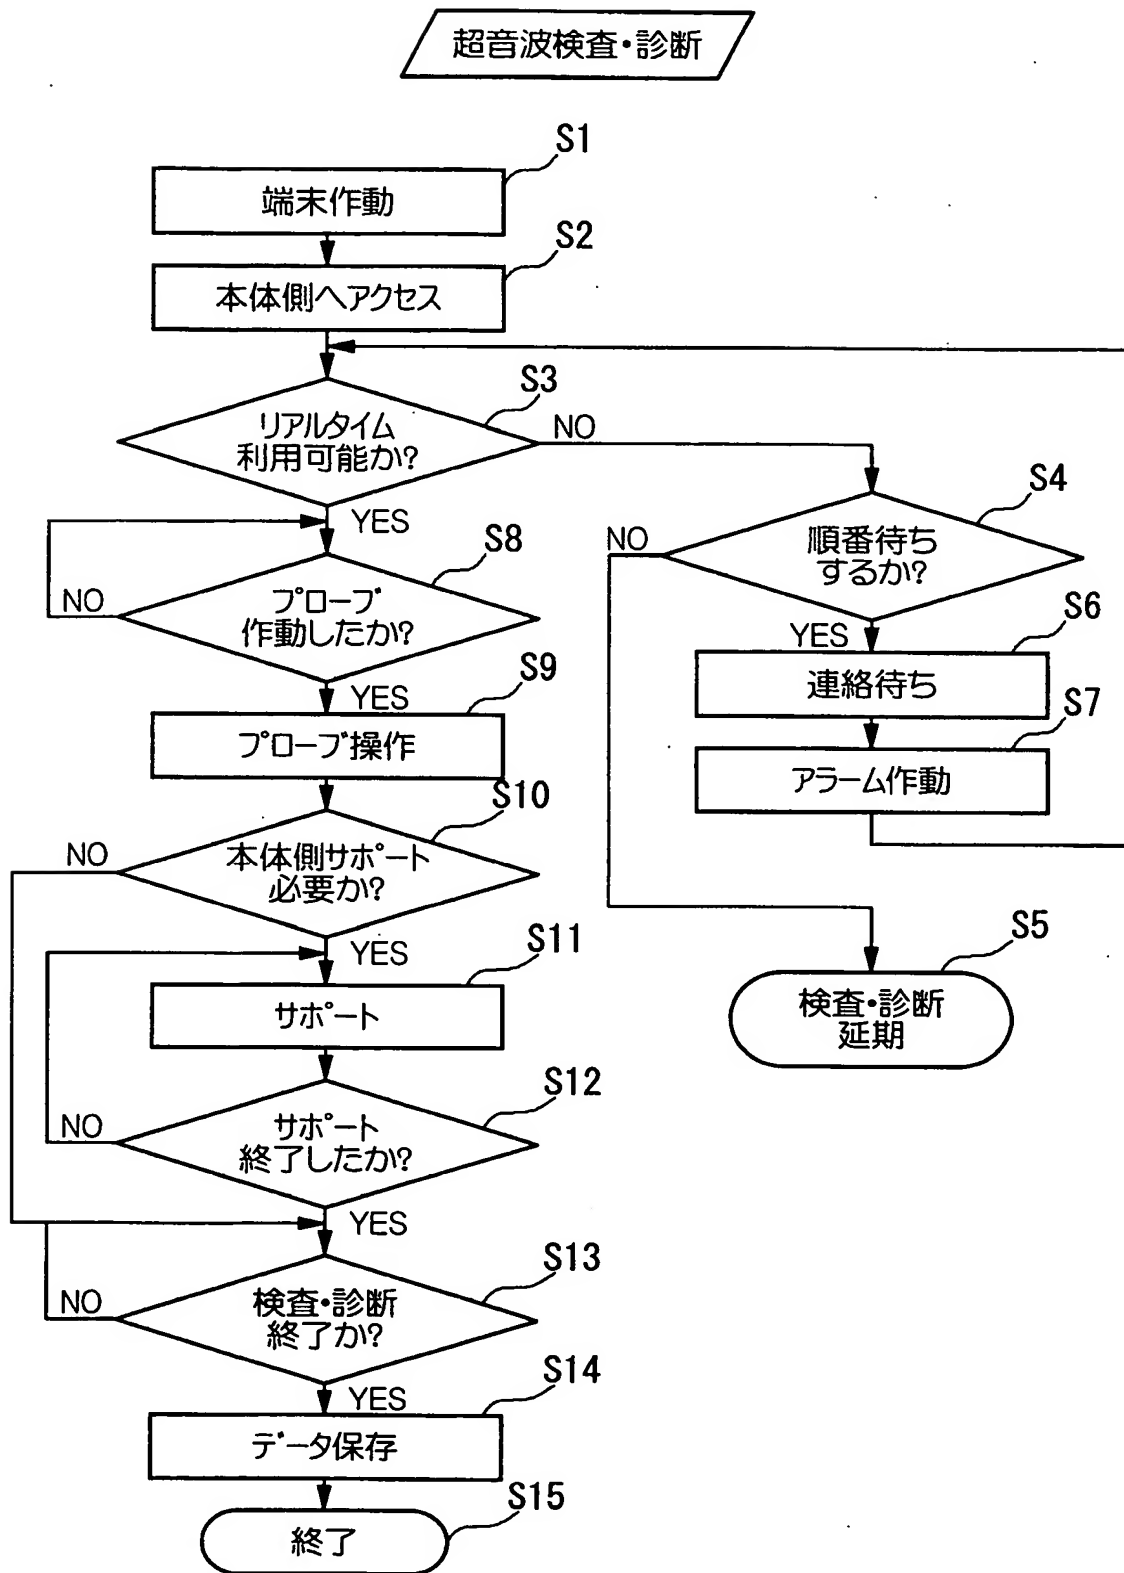 超音波検査・診断
S1
端末作動
S2
本体側へアクセス
S3
リアルタイム
利用可能か?
NO
YES
S4
順番待ち
するか?
NO
YES
S6
連絡待ち
S7
アラーム作動
S5
検査・診断
延期
S8
プローブ
作動したか?
NO
YES
S9
プローブ操作
S10
本体側サポート
必要か?
NO
YES
S11
サポート
S12
サポート
終了したか?
NO
YES
S13
検査・診断
終了か?
NO
YES
S14
データ保存
S15
終了